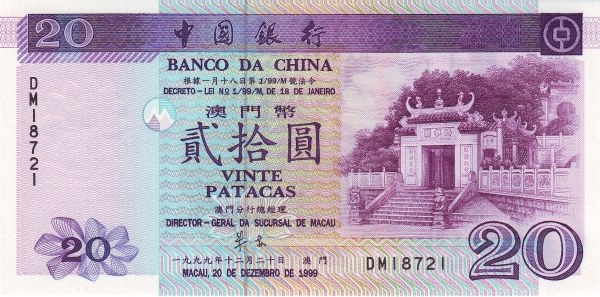 20 中國銀行
BANCO DA CHINA
根據一月十八日第1/99/M號法令
DECRETO - LEI Nº 1/99/M, DE 18 DE JANEIRO
澳門幣
貳拾圓
VINTE
PATACAS
澳門分行總經理
DIRECTOR - GERAL DA SUCURSAL DE MACAU
一九九九年十二月二十日 澳門
MACAU, 20 DE DEZEMBRO DE 1999
DM18721
20
DM18721
20